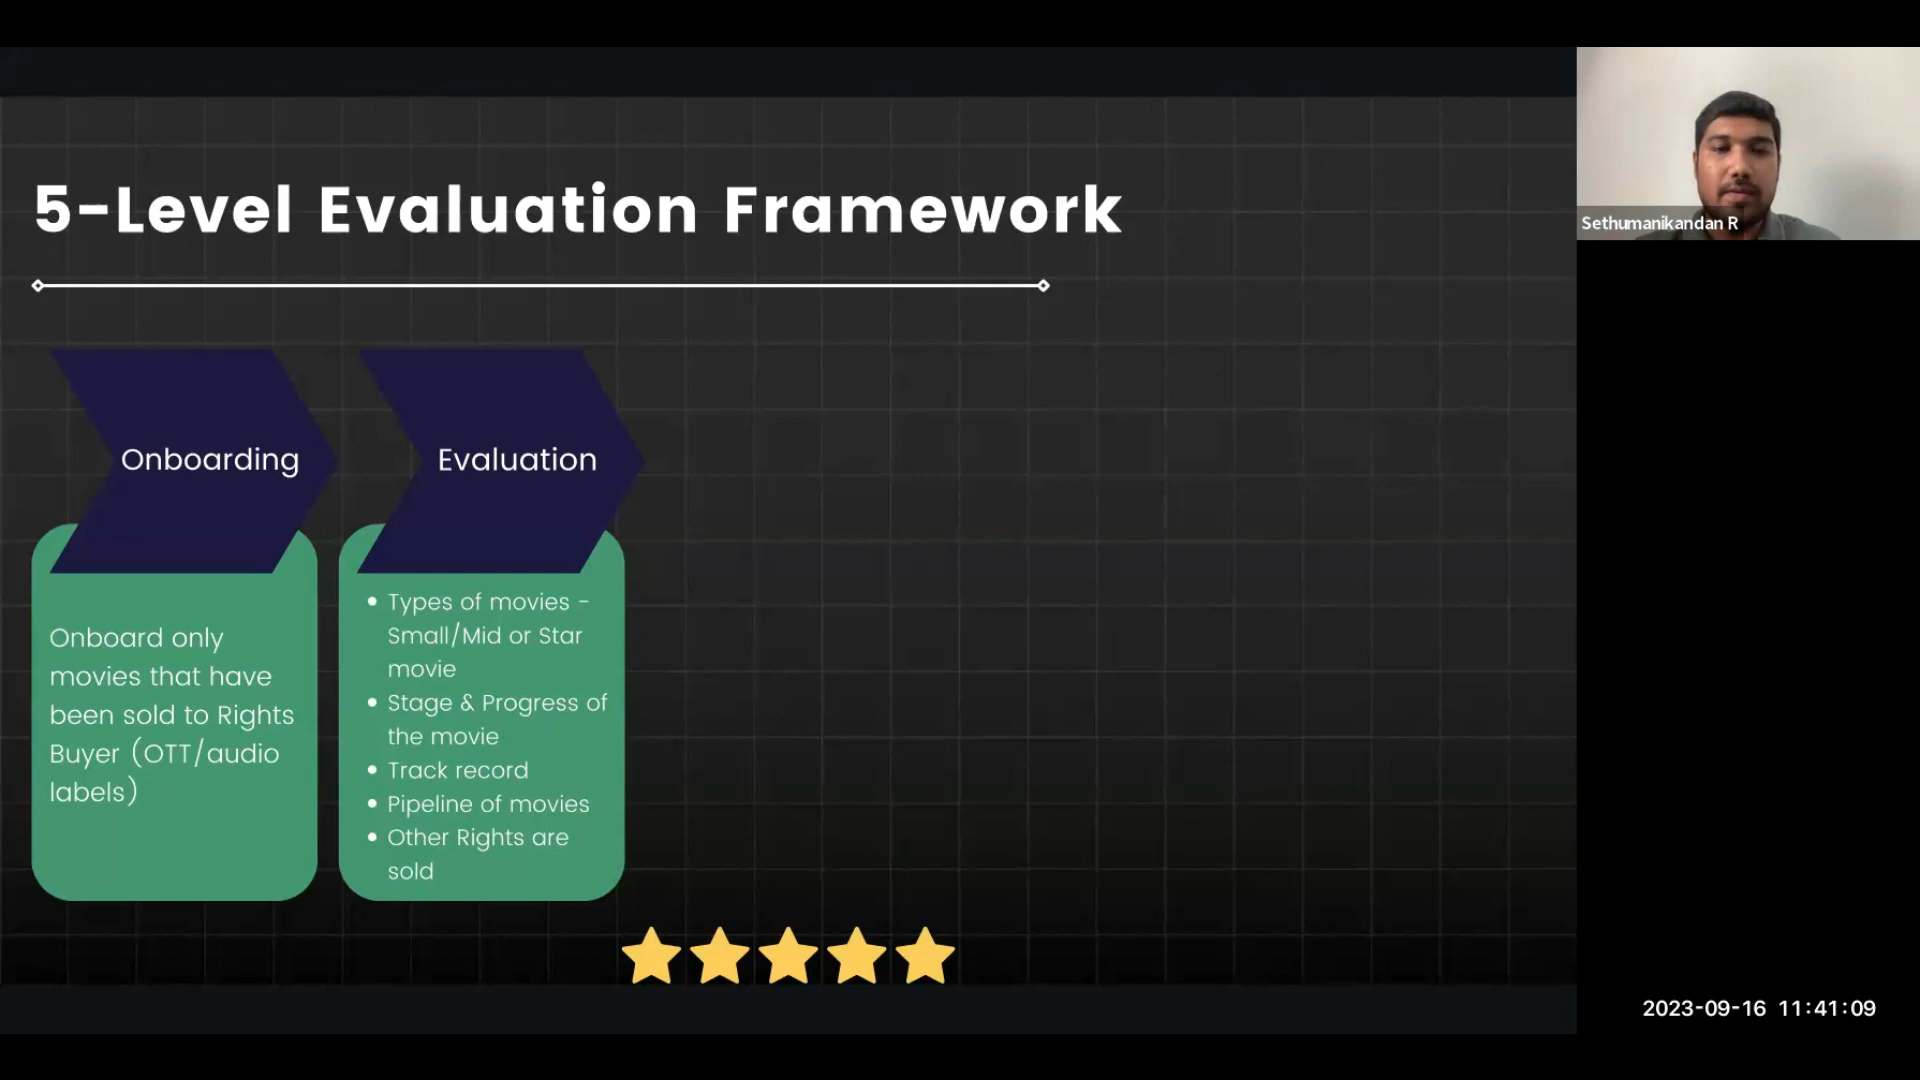 5-Level Evaluation Framework
Onboarding
Onboard only
movies that have
been sold to Rights
Buyer (OTT/audio
labels)
Evaluation
• Types of movies -
Small/Mid or Star
movie
• Stage & Progress of
the movie
• Track record
• Pipeline of movies
• Other Rights are
sold
Sethumanikandan R
2023-09-16 11:41:09